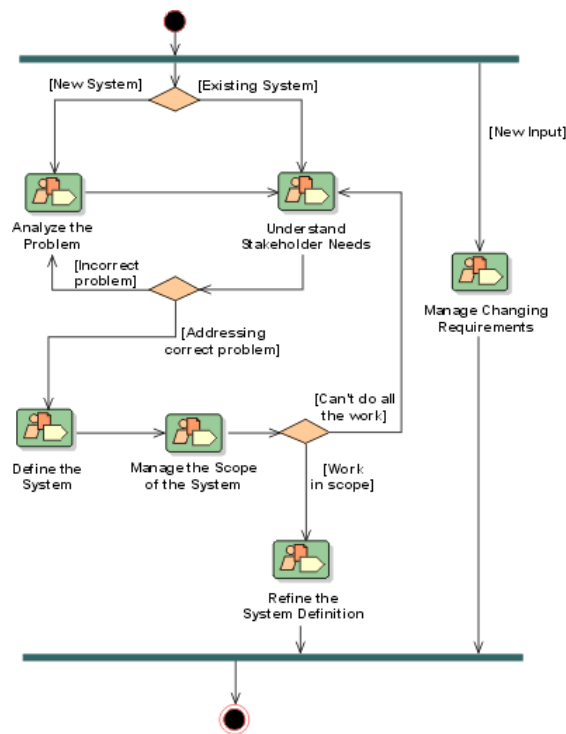 [New System]
[Existing System]
[New Input]
Analyze the
Problem
Understand
Stakeholder Needs
[Incorrect
problem]
Manage Changing
Requirements
[Addressing
correct problem]
[Can't do all
the work]
Define the
System
Manage the Scope
of the System
[Work
in scope]
Refine the
System Definition